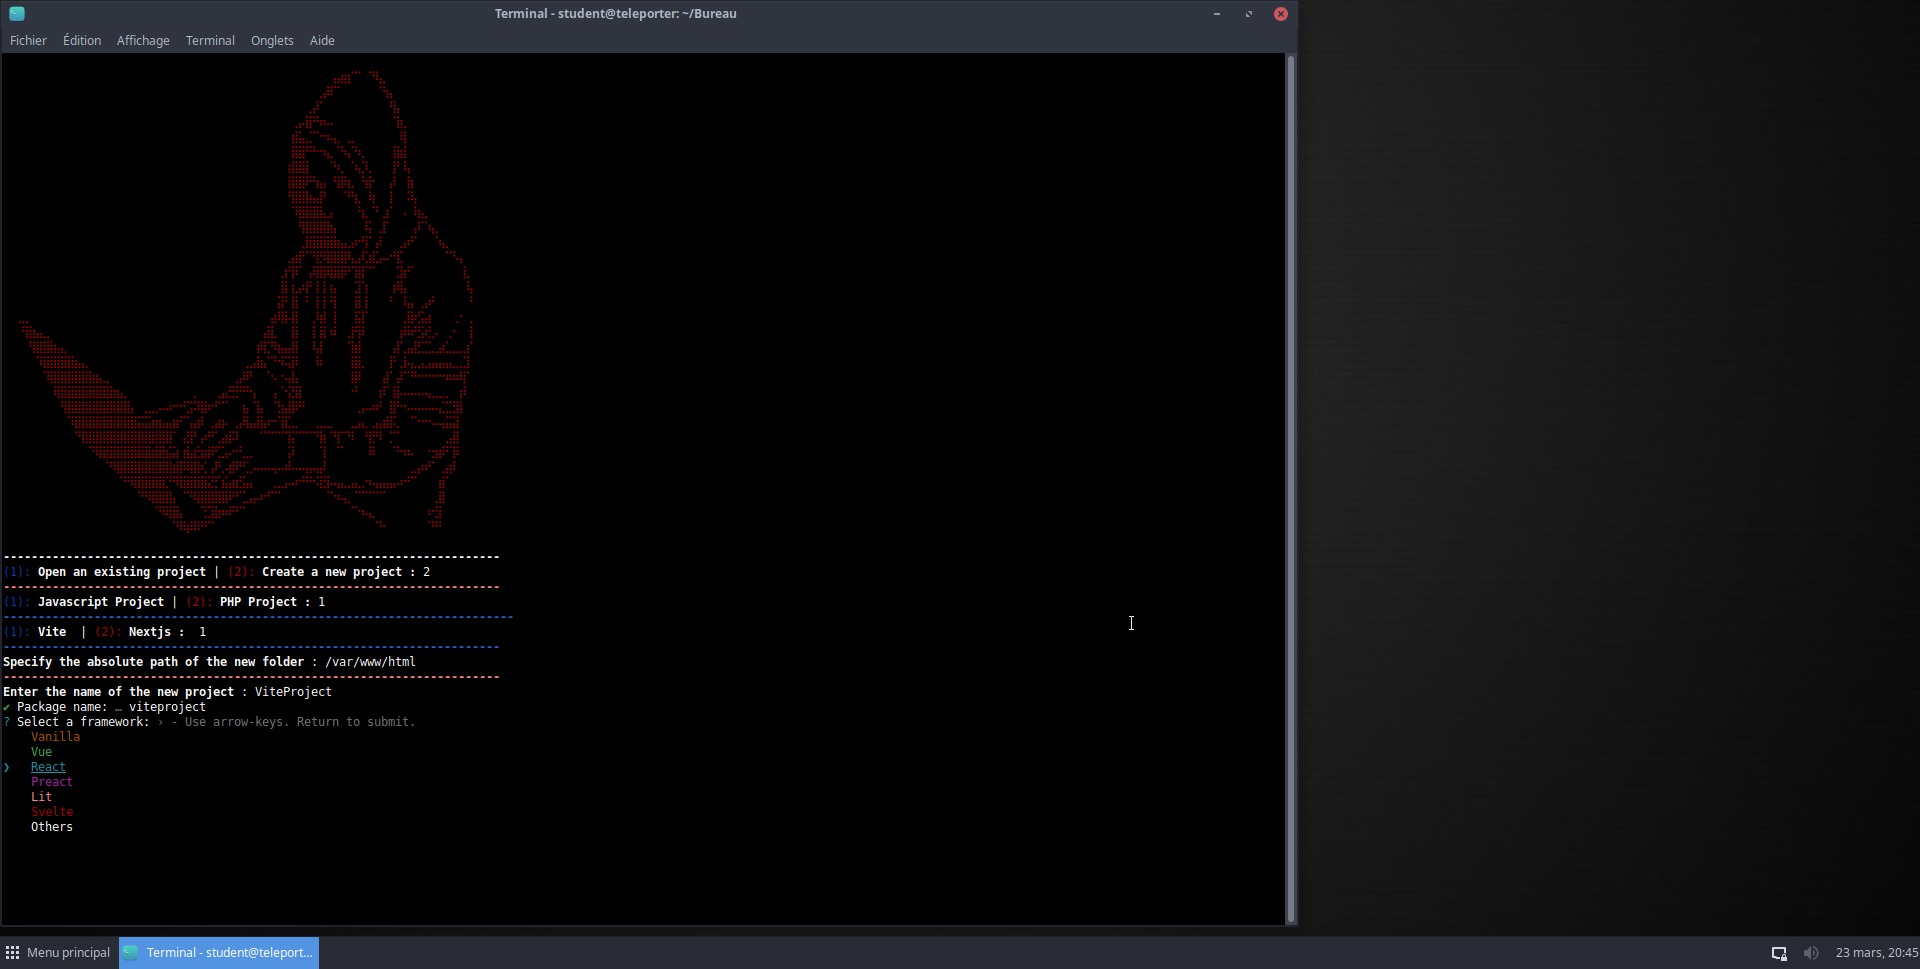 Terminal - student@teleporter: ~/Bureau
Fichier Édition Affichage Terminal Onglets Aide
-----------------------------------------------------------------------
(1): Open an existing project | (2): Create a new project : 2
-----------------------------------------------------------------------
(1): Javascript Project | (2): PHP Project : 1
-------------------------------------------------------------------------
(1): Vite  | (2): Nextjs :  1
-----------------------------------------------------------------------
Specify the absolute path of the new folder : /var/www/html
-----------------------------------------------------------------------
Enter the name of the new project : ViteProject
✔ Package name: … viteproject
? Select a framework: › - Use arrow-keys. Return to submit.
Vanilla
Vue
❯ React
Preact
Lit
Svelte
Others
Menu principal Terminal - student@teleport... 23 mars, 20:45